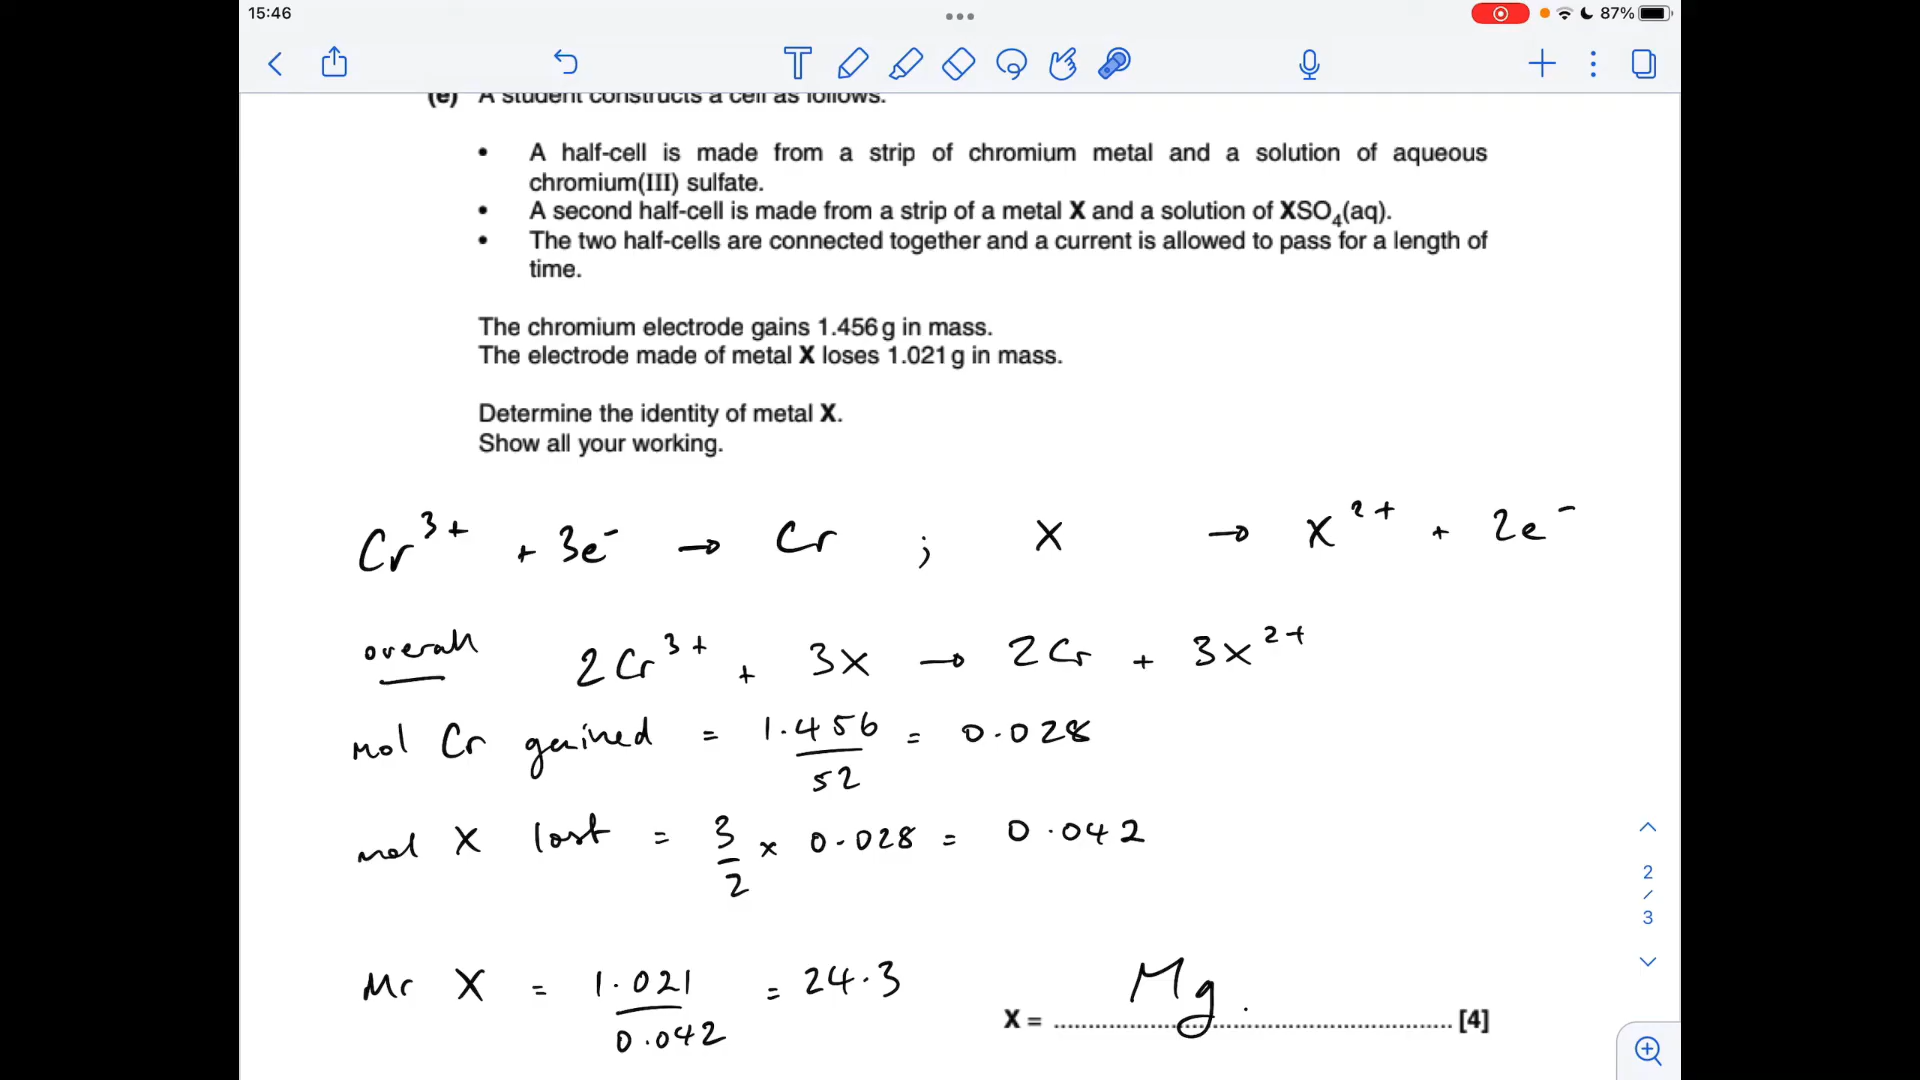 15:46
87%
(e) A student constructs a cell as follows.
• A half-cell is made from a strip of chromium metal and a solution of aqueous
chromium(III) sulfate.
• A second half-cell is made from a strip of a metal X and a solution of XSO₄(aq).
• The two half-cells are connected together and a current is allowed to pass for a length of
time.
The chromium electrode gains 1.456 g in mass.
The electrode made of metal X loses 1.021 g in mass.
Determine the identity of metal X.
Show all your working.
Cr³⁺ + 3e⁻ → Cr ; X → X²⁺ + 2e⁻
overall 2Cr³⁺ + 3X → 2Cr + 3X²⁺
mol Cr gained = 1.456/52 = 0.028
mol X lost = 3/2 × 0.028 = 0.042
Mr X = 1.021/0.042 = 24.3
X = Mg. [4]
2
/
3